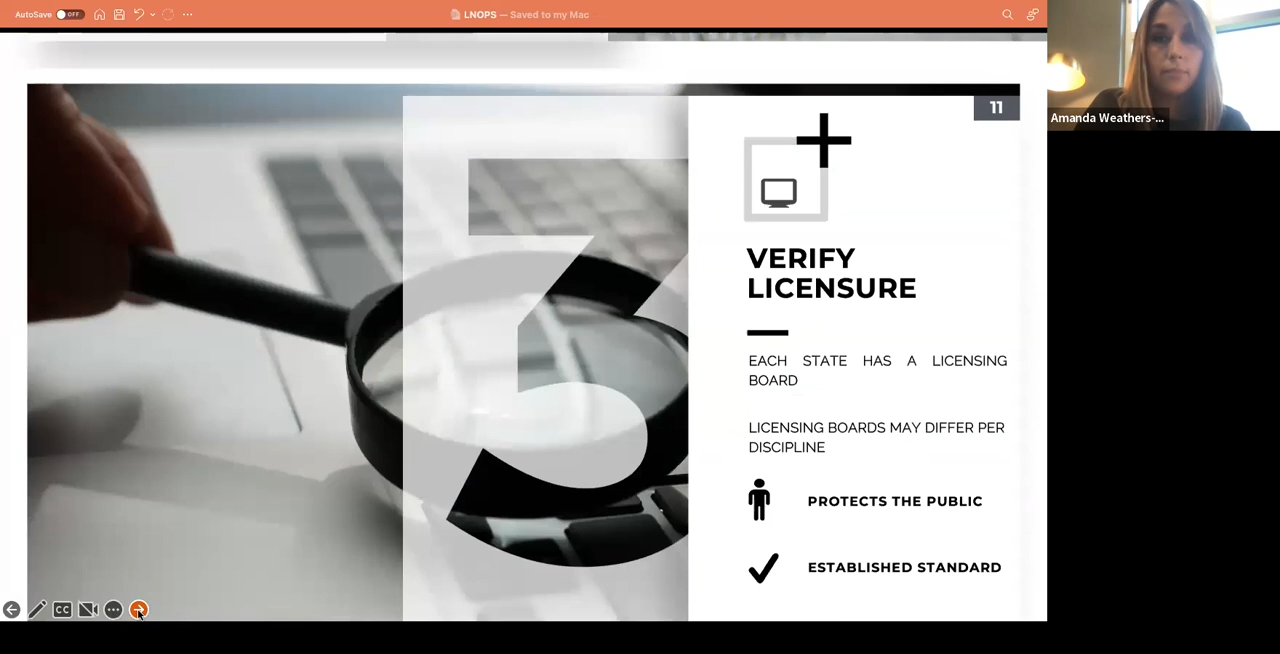 AutoSave OFF
LNOPS — Saved to my Mac
Amanda Weathers-...
11
3
VERIFY
LICENSURE
EACH STATE HAS A LICENSING
BOARD
LICENSING BOARDS MAY DIFFER PER
DISCIPLINE
PROTECTS THE PUBLIC
ESTABLISHED STANDARD
CC